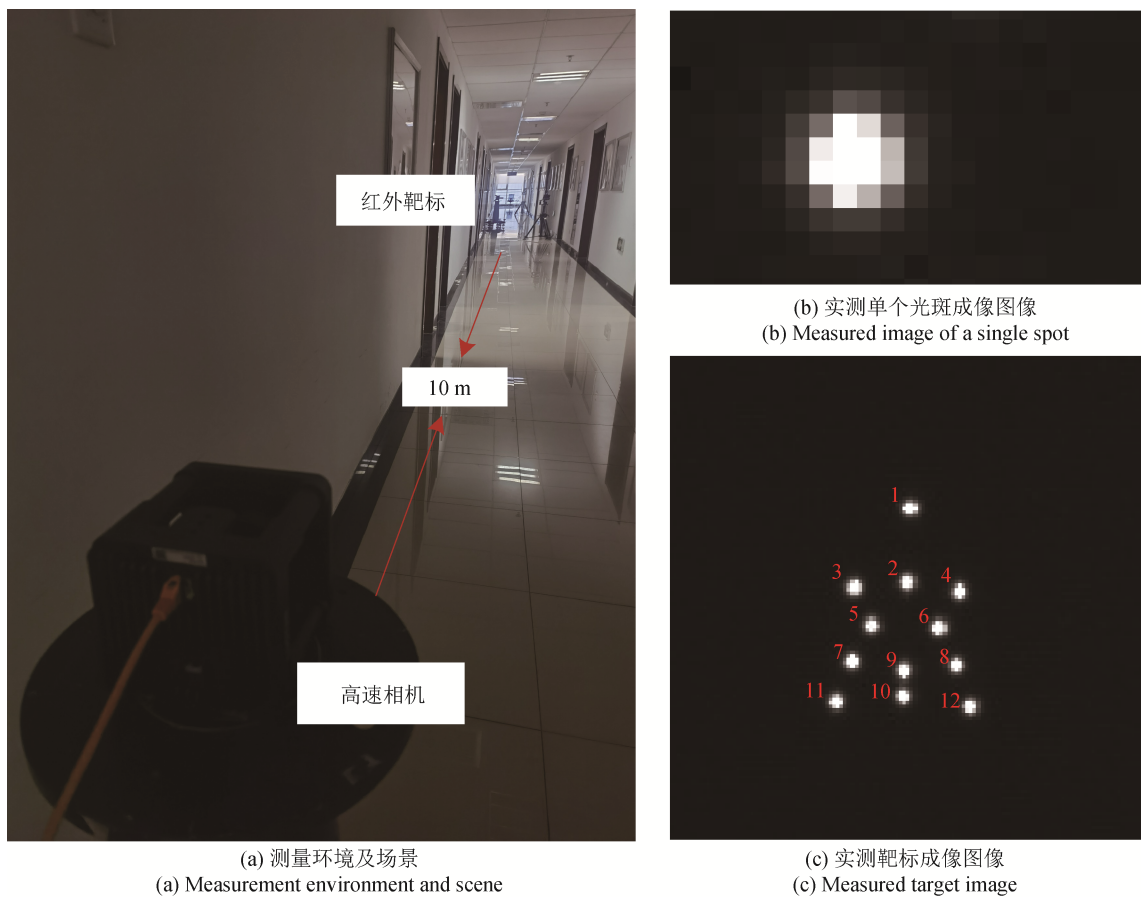 红外靶标
10 m
高速相机
(a) 测量环境及场景
(a) Measurement environment and scene
(b) 实测单个光斑成像图像
(b) Measured image of a single spot
1
3
2
4
5
6
7
9
8
11
10
12
(c) 实测靶标成像图像
(c) Measured target image